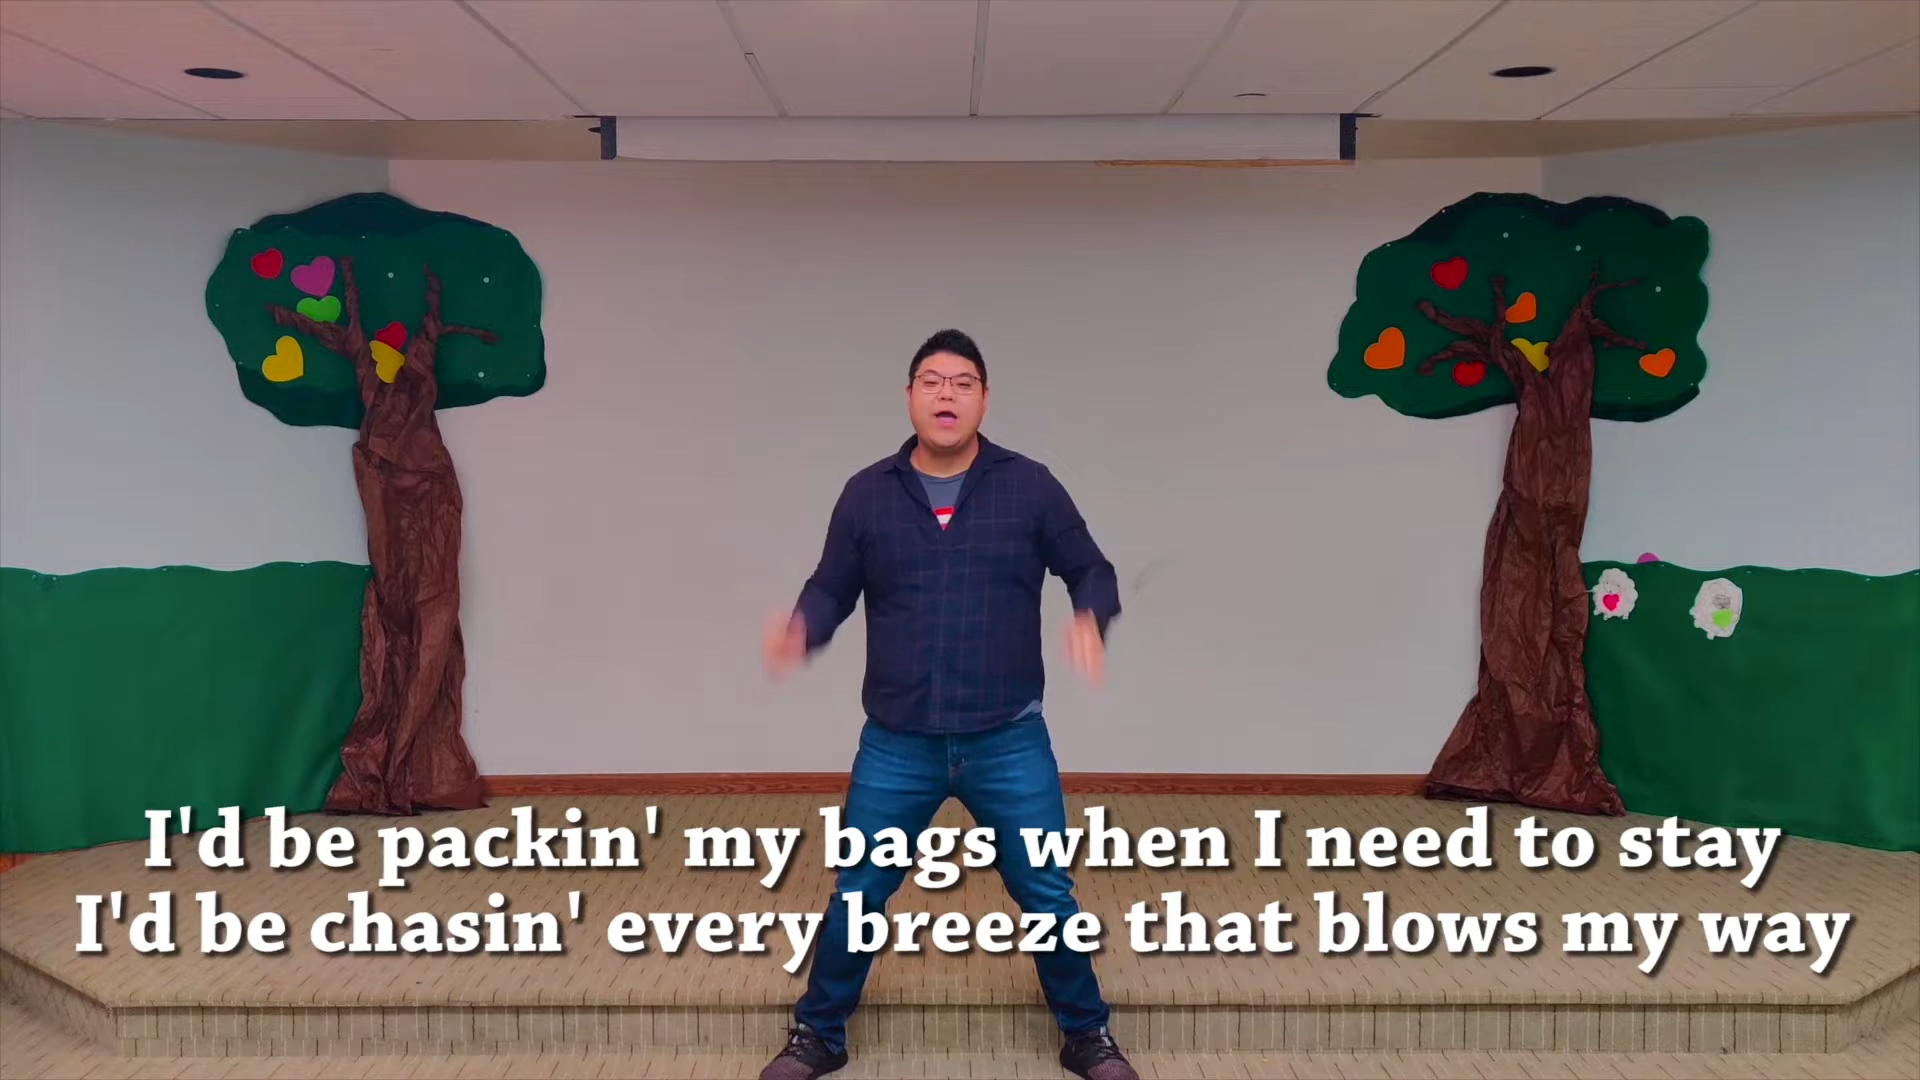 I'd be packin' my bags when I need to stay
I'd be chasin' every breeze that blows my way